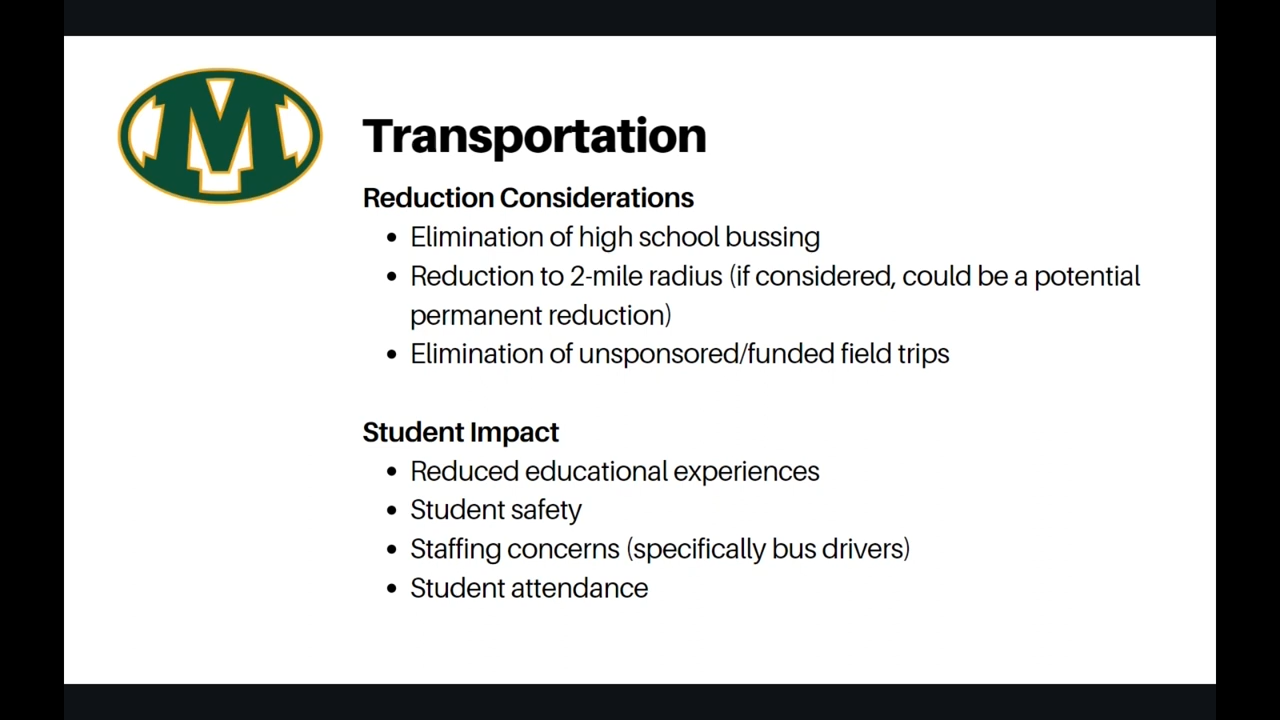 M
Transportation
Reduction Considerations
• Elimination of high school bussing
• Reduction to 2-mile radius (if considered, could be a potential
permanent reduction)
• Elimination of unsponsored/funded field trips
Student Impact
• Reduced educational experiences
• Student safety
• Staffing concerns (specifically bus drivers)
• Student attendance